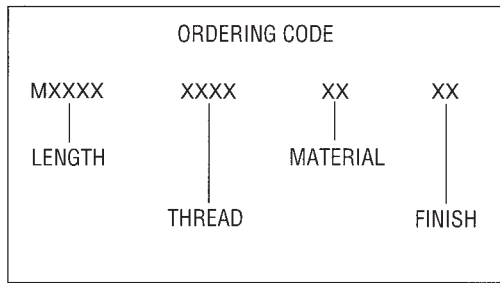 ORDERING CODE
MXXXX XXXX XX XX
LENGTH MATERIAL
THREAD FINISH